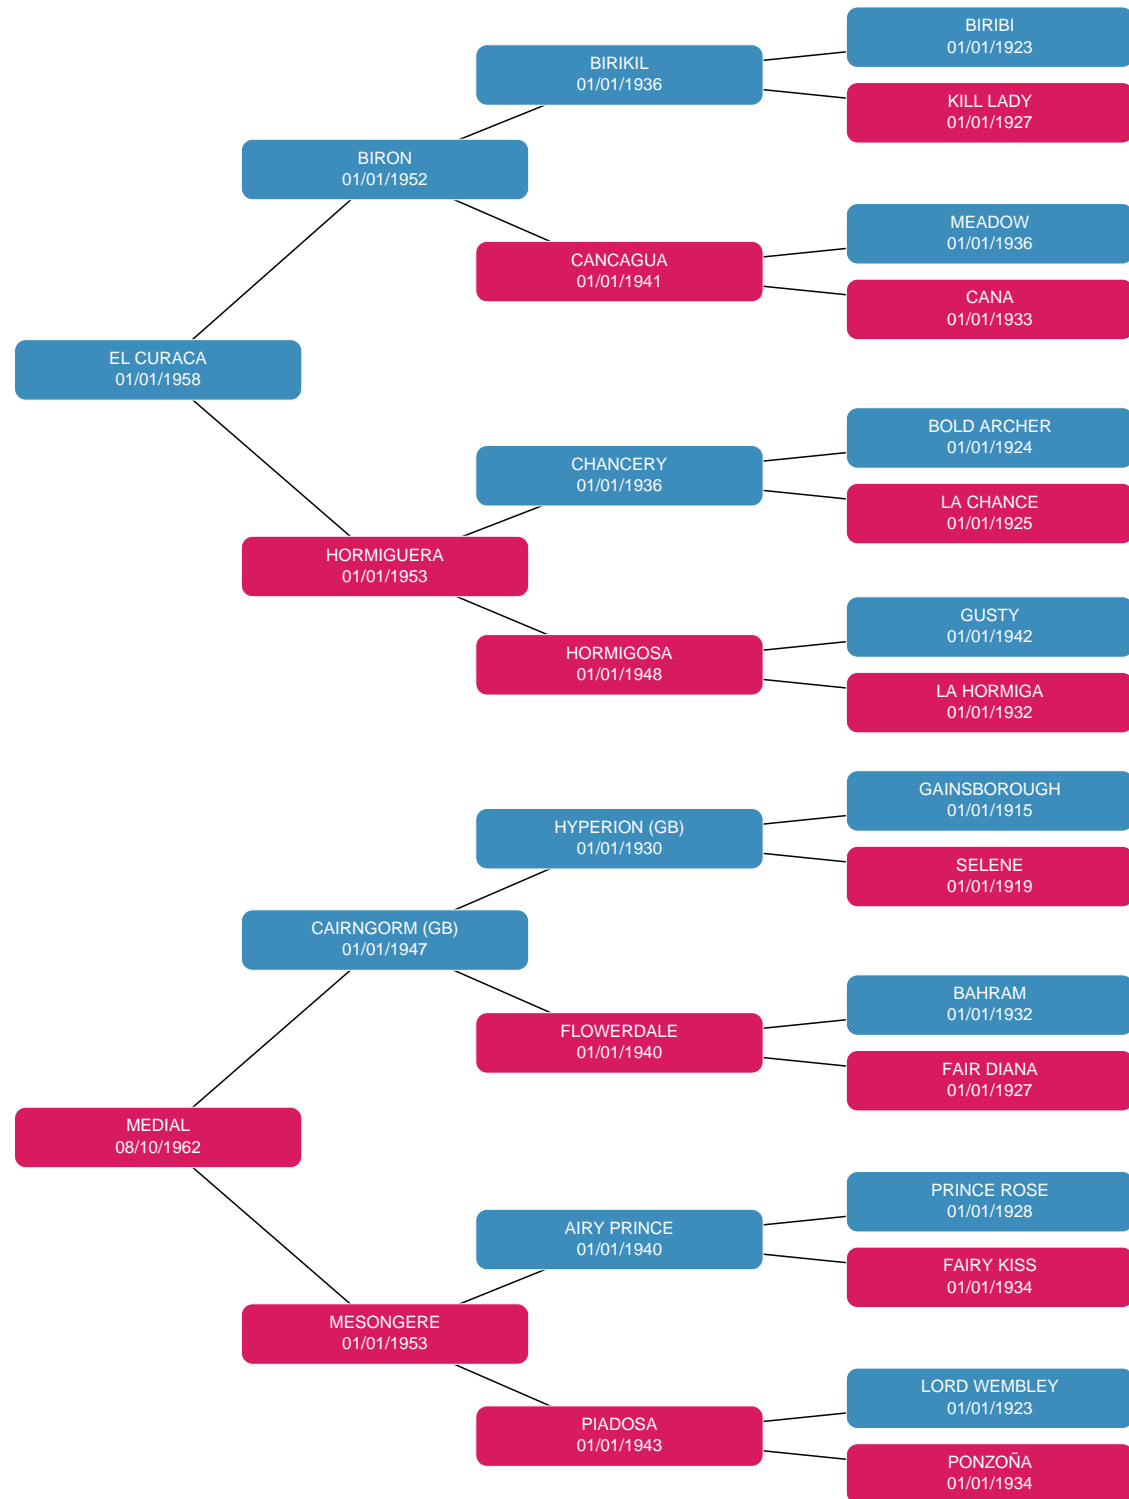 BIRIBI
01/01/1923
BIRIKIL
01/01/1936
KILL LADY
01/01/1927
BIRON
01/01/1952
MEADOW
01/01/1936
CANCAGUA
01/01/1941
CANA
01/01/1933
EL CURACA
01/01/1958
BOLD ARCHER
01/01/1924
CHANCERY
01/01/1936
LA CHANCE
01/01/1925
HORMIGUERA
01/01/1953
GUSTY
01/01/1942
HORMIGOSA
01/01/1948
LA HORMIGA
01/01/1932
GAINSBOROUGH
01/01/1915
HYPERION (GB)
01/01/1930
SELENE
01/01/1919
CAIRNGORM (GB)
01/01/1947
BAHRAM
01/01/1932
FLOWERDALE
01/01/1940
FAIR DIANA
01/01/1927
MEDIAL
08/10/1962
PRINCE ROSE
01/01/1928
AIRY PRINCE
01/01/1940
FAIRY KISS
01/01/1934
MESONGERE
01/01/1953
LORD WEMBLEY
01/01/1923
PIADOSA
01/01/1943
PONZOÑA
01/01/1934